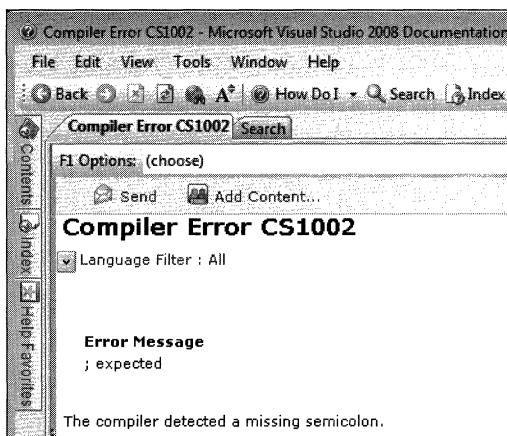 Compiler Error CS1002 - Microsoft Visual Studio 2008 Documentation
File Edit View Tools Window Help
Back How Do I Search Index
Compiler Error CS1002 Search
F1 Options: (choose)
Send Add Content...
Compiler Error CS1002
Language Filter : All
Error Message
; expected
The compiler detected a missing semicolon.
Contents
Index
Help Favorites